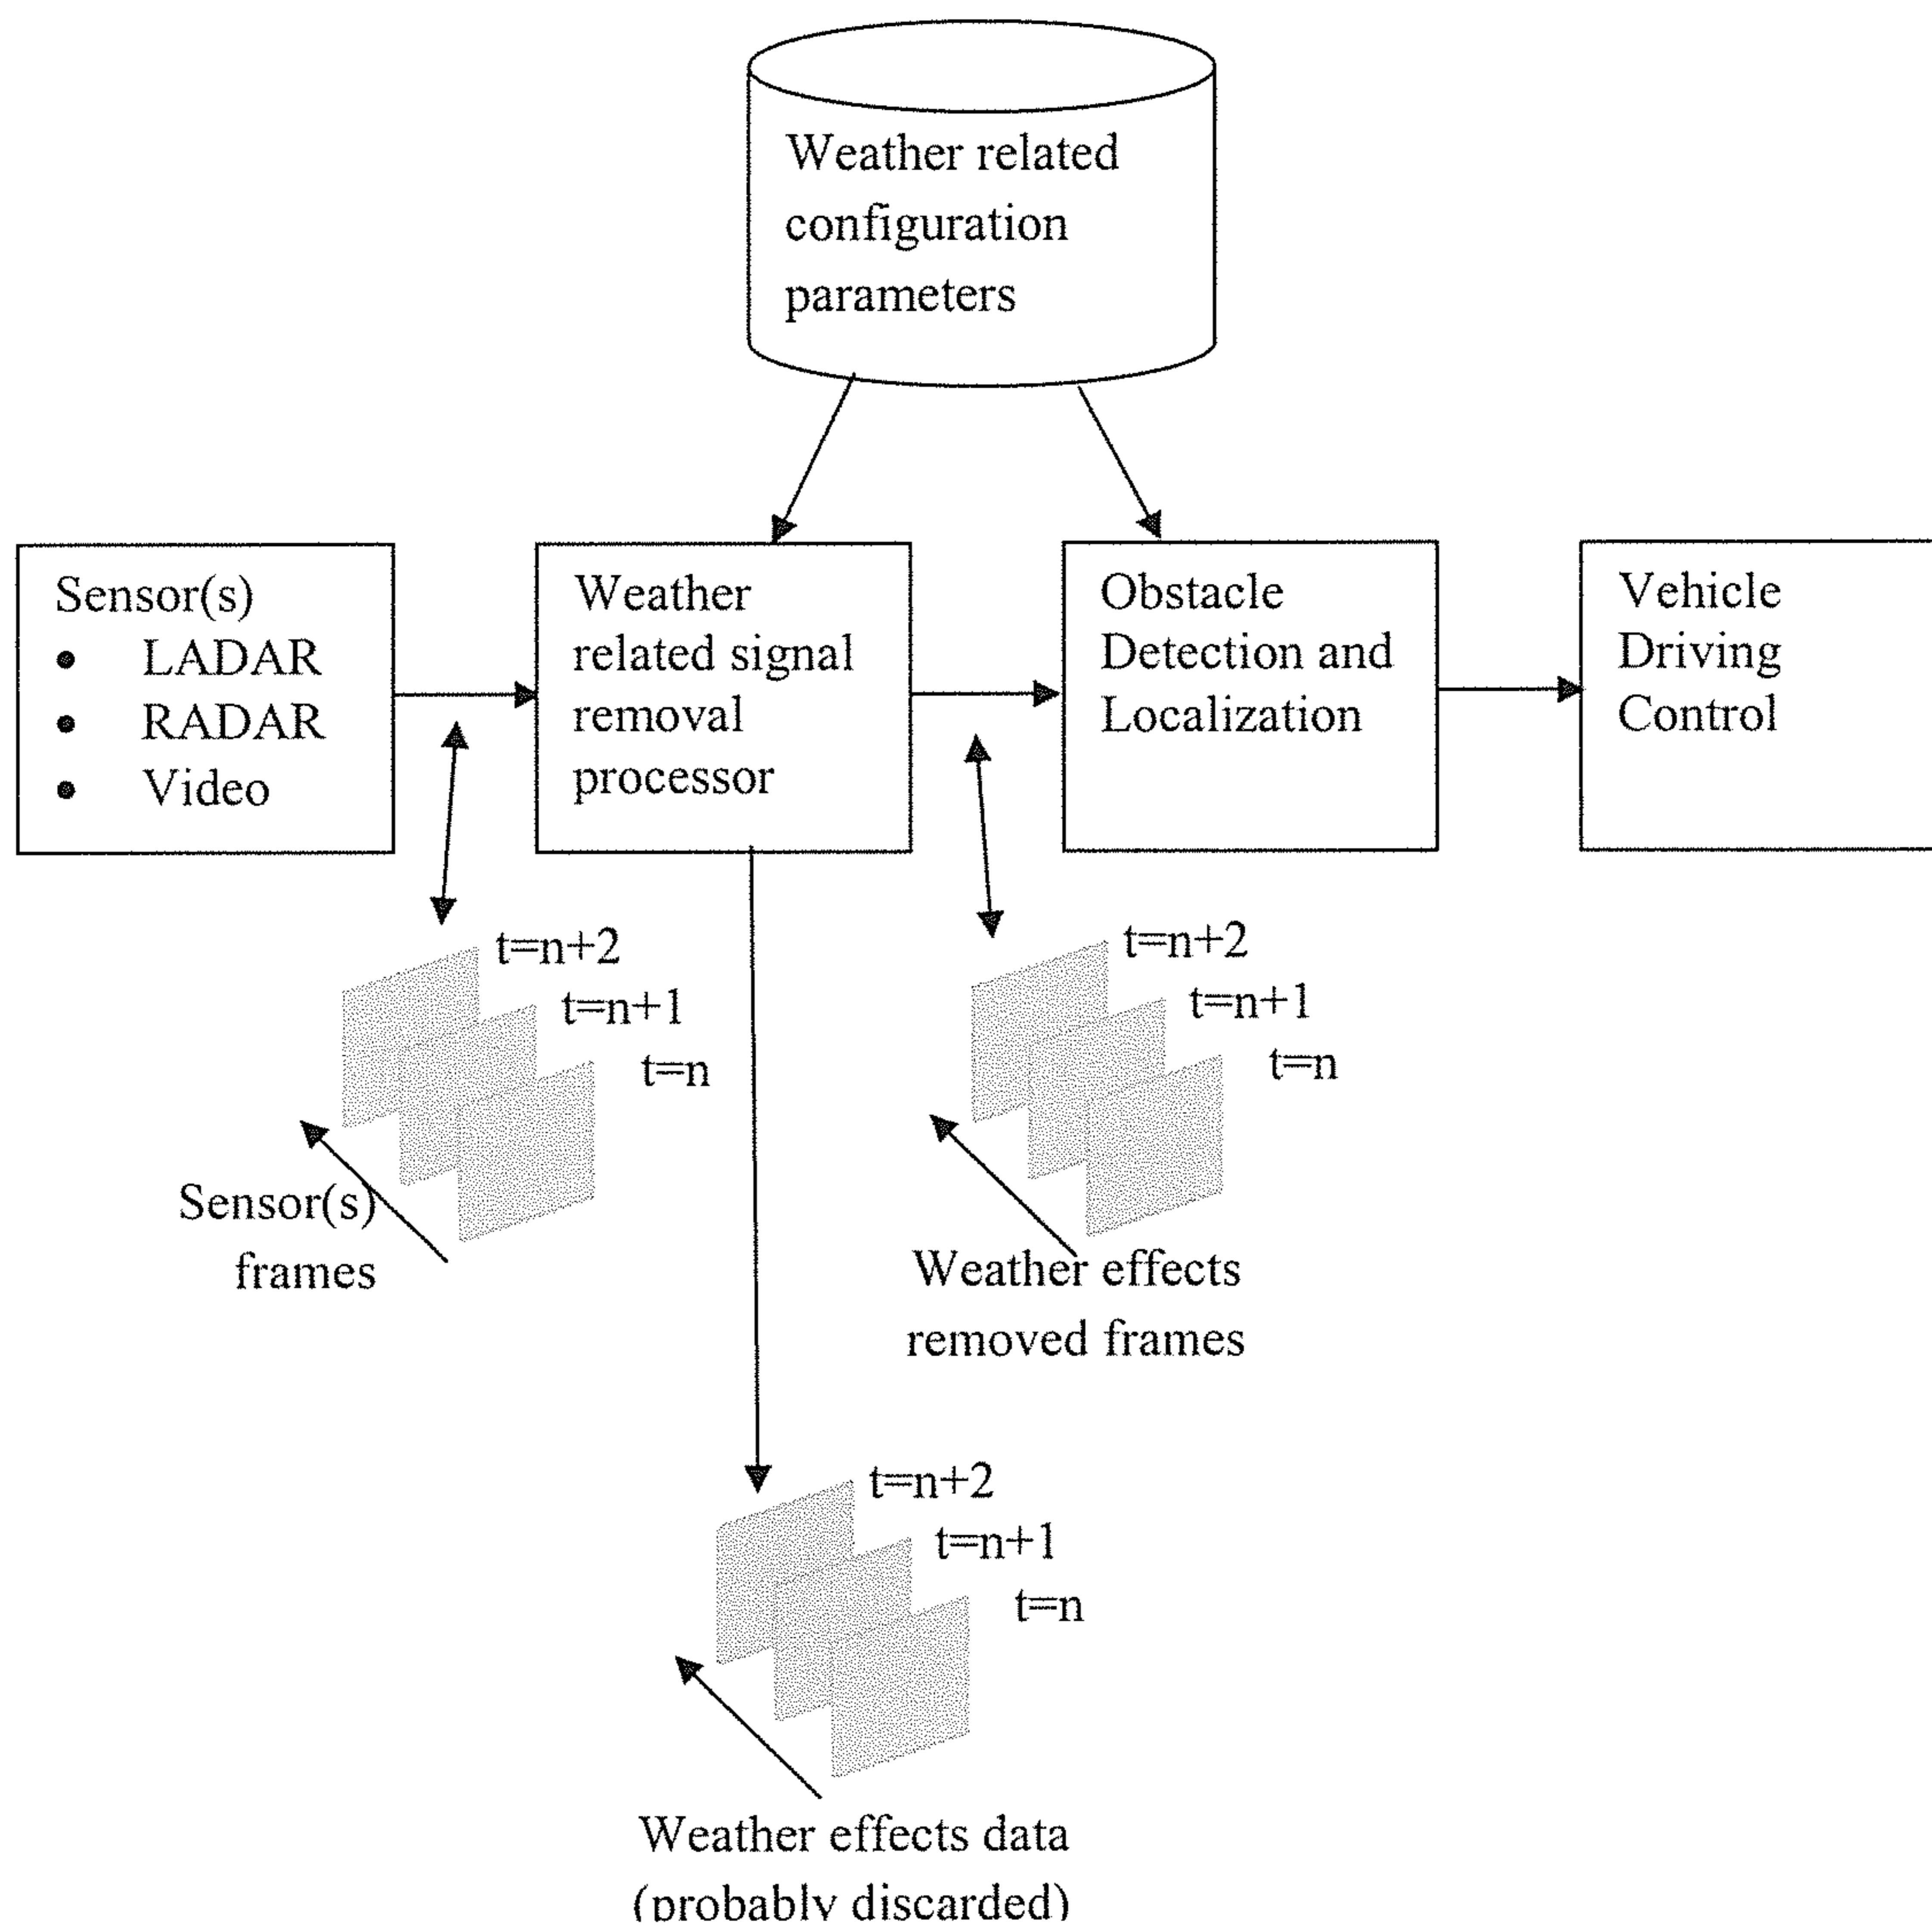 Weather related
configuration
parameters
Sensor(s)
• LADAR
• RADAR
• Video
Weather
related signal
removal
processor
Obstacle
Detection and
Localization
Vehicle
Driving
Control
t=n+2
t=n+1
t=n
Sensor(s)
frames
t=n+2
t=n+1
t=n
Weather effects
removed frames
t=n+2
t=n+1
t=n
Weather effects data
(probably discarded)